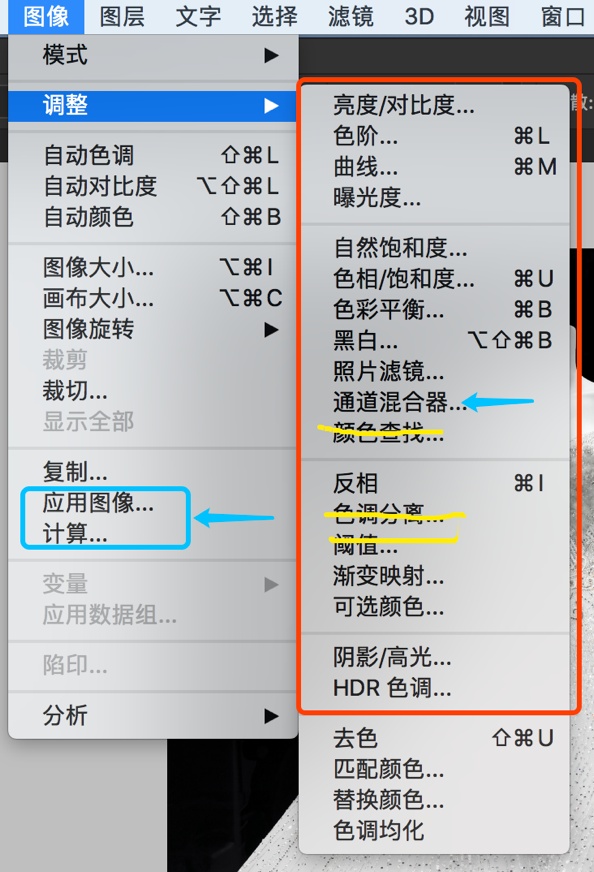 图像 图层 文字 选择 滤镜 3D 视图 窗口
模式
调整
自动色调 ⇧⌘L
自动对比度 ⌥⇧⌘L
自动颜色 ⇧⌘B
图像大小... ⌥⌘I
画布大小... ⌥⌘C
图像旋转
裁剪
裁切...
显示全部
复制...
应用图像...
计算...
变量
应用数据组...
陷印...
分析
亮度/对比度...
色阶... ⌘L
曲线... ⌘M
曝光度...
自然饱和度...
色相/饱和度... ⌘U
色彩平衡... ⌘B
黑白... ⌥⇧⌘B
照片滤镜...
通道混合器...
颜色查找...
反相 ⌘I
色调分离...
阈值...
渐变映射...
可选颜色...
阴影/高光...
HDR 色调...
去色 ⇧⌘U
匹配颜色...
替换颜色...
色调均化
散: